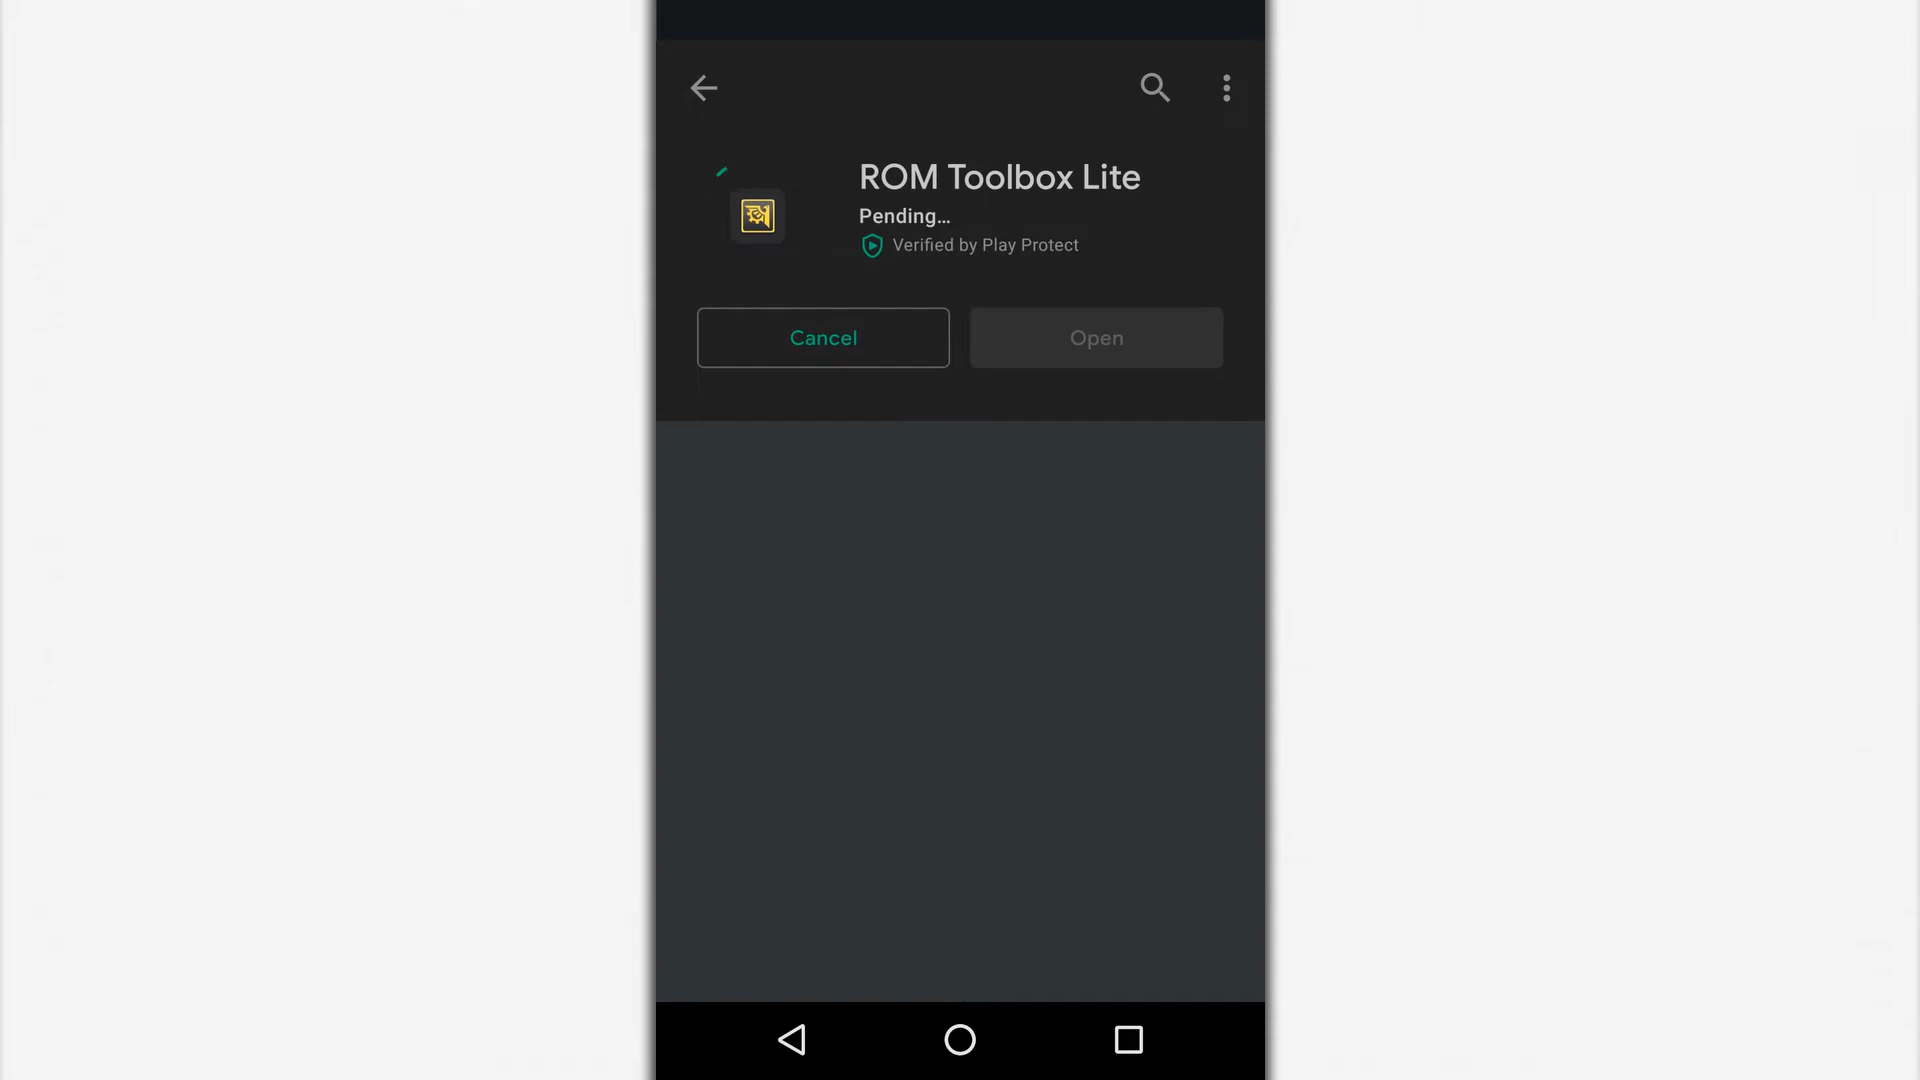 ROM Toolbox Lite
Pending...
Verified by Play Protect
Cancel
Open